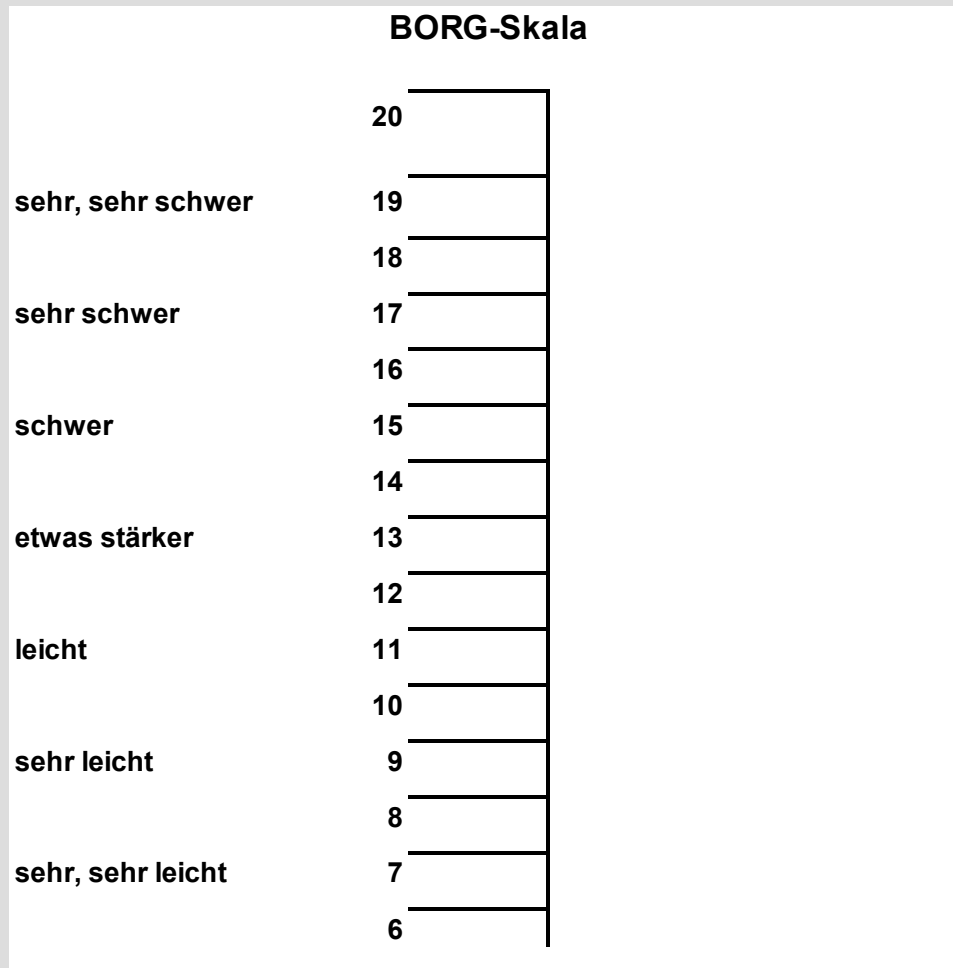 BORG-Skala
20
sehr, sehr schwer 19
18
sehr schwer 17
16
schwer 15
14
etwas stärker 13
12
leicht 11
10
sehr leicht 9
8
sehr, sehr leicht 7
6